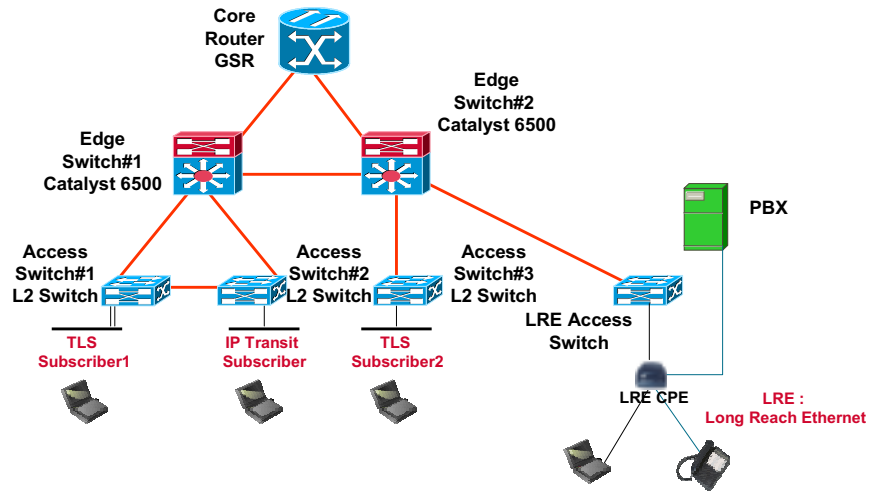 Core
Router
GSR
Edge
Switch#2
Catalyst 6500
Edge
Switch#1
Catalyst 6500
PBX
Access
Switch#1
L2 Switch
Access
Switch#2
L2 Switch
Access
Switch#3
L2 Switch
LRE Access
Switch
TLS
Subscriber1
IP Transit
Subscriber
TLS
Subscriber2
LRE CPE
LRE :
Long Reach Ethernet